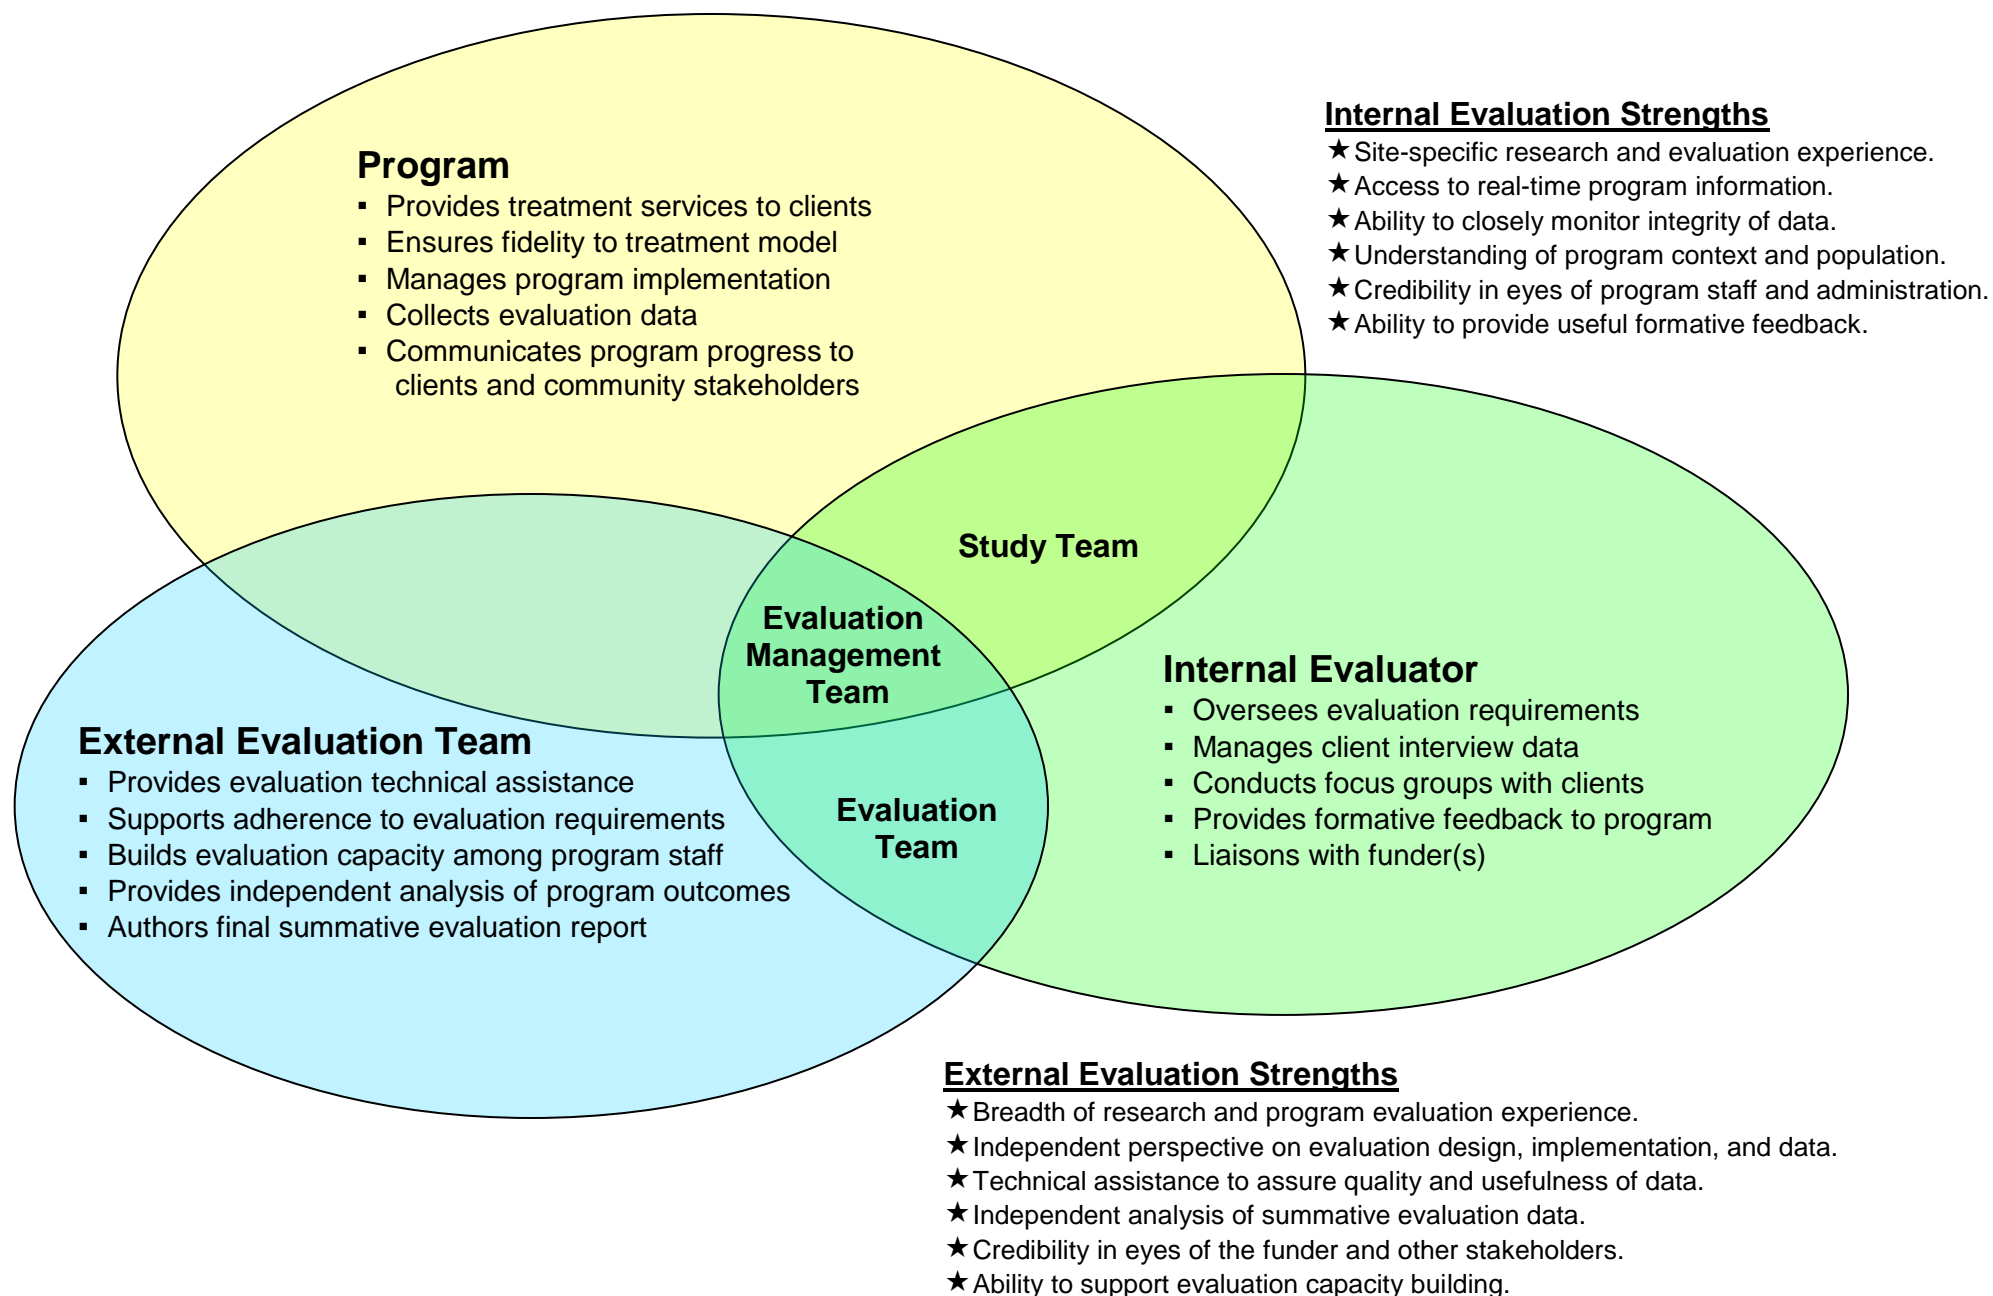 Program
▪ Provides treatment services to clients
▪ Ensures fidelity to treatment model
▪ Manages program implementation
▪ Collects evaluation data
▪ Communicates program progress to
clients and community stakeholders
Internal Evaluation Strengths
★Site-specific research and evaluation experience.
★Access to real-time program information.
★Ability to closely monitor integrity of data.
★Understanding of program context and population.
★Credibility in eyes of program staff and administration.
★Ability to provide useful formative feedback.
Study Team
Evaluation
Management
Team
Internal Evaluator
▪ Oversees evaluation requirements
▪ Manages client interview data
▪ Conducts focus groups with clients
▪ Provides formative feedback to program
▪ Liaisons with funder(s)
External Evaluation Team
▪ Provides evaluation technical assistance
▪ Supports adherence to evaluation requirements
▪ Builds evaluation capacity among program staff
▪ Provides independent analysis of program outcomes
▪ Authors final summative evaluation report
Evaluation
Team
External Evaluation Strengths
★Breadth of research and program evaluation experience.
★Independent perspective on evaluation design, implementation, and data.
★Technical assistance to assure quality and usefulness of data.
★Independent analysis of summative evaluation data.
★Credibility in eyes of the funder and other stakeholders.
★Ability to support evaluation capacity building.